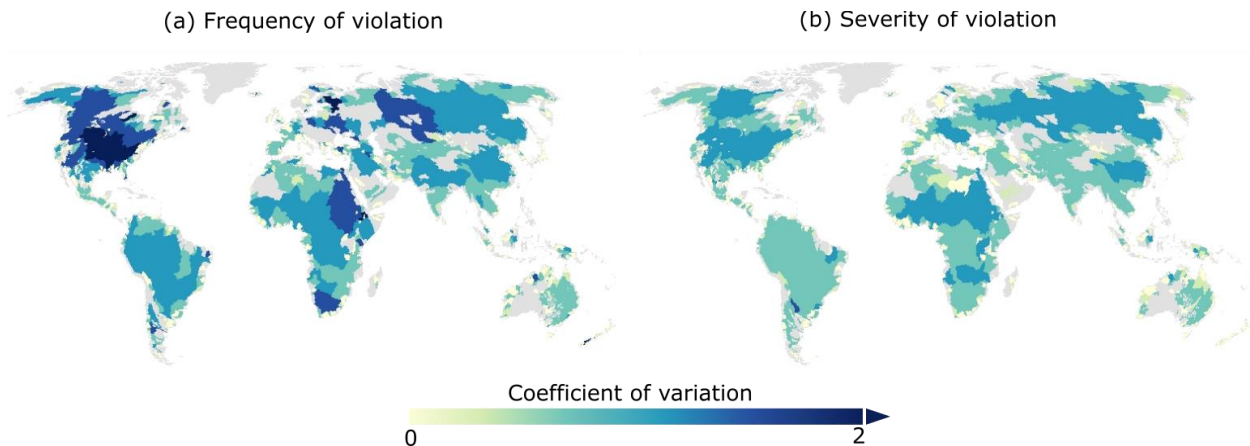 (a) Frequency of violation
(b) Severity of violation
Coefficient of variation
0
2